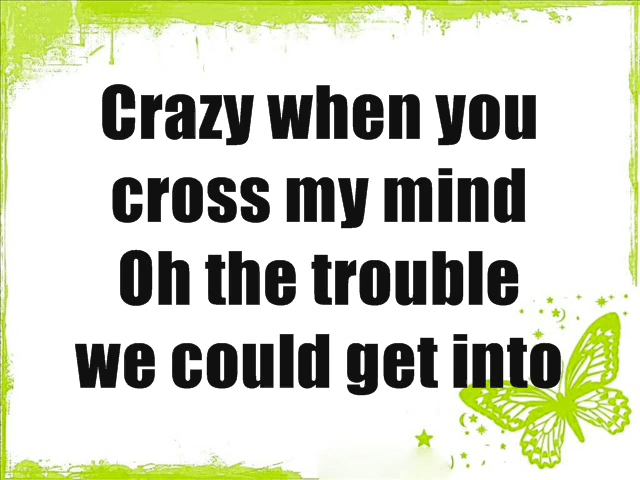 Crazy when you
cross my mind
Oh the trouble
we could get into